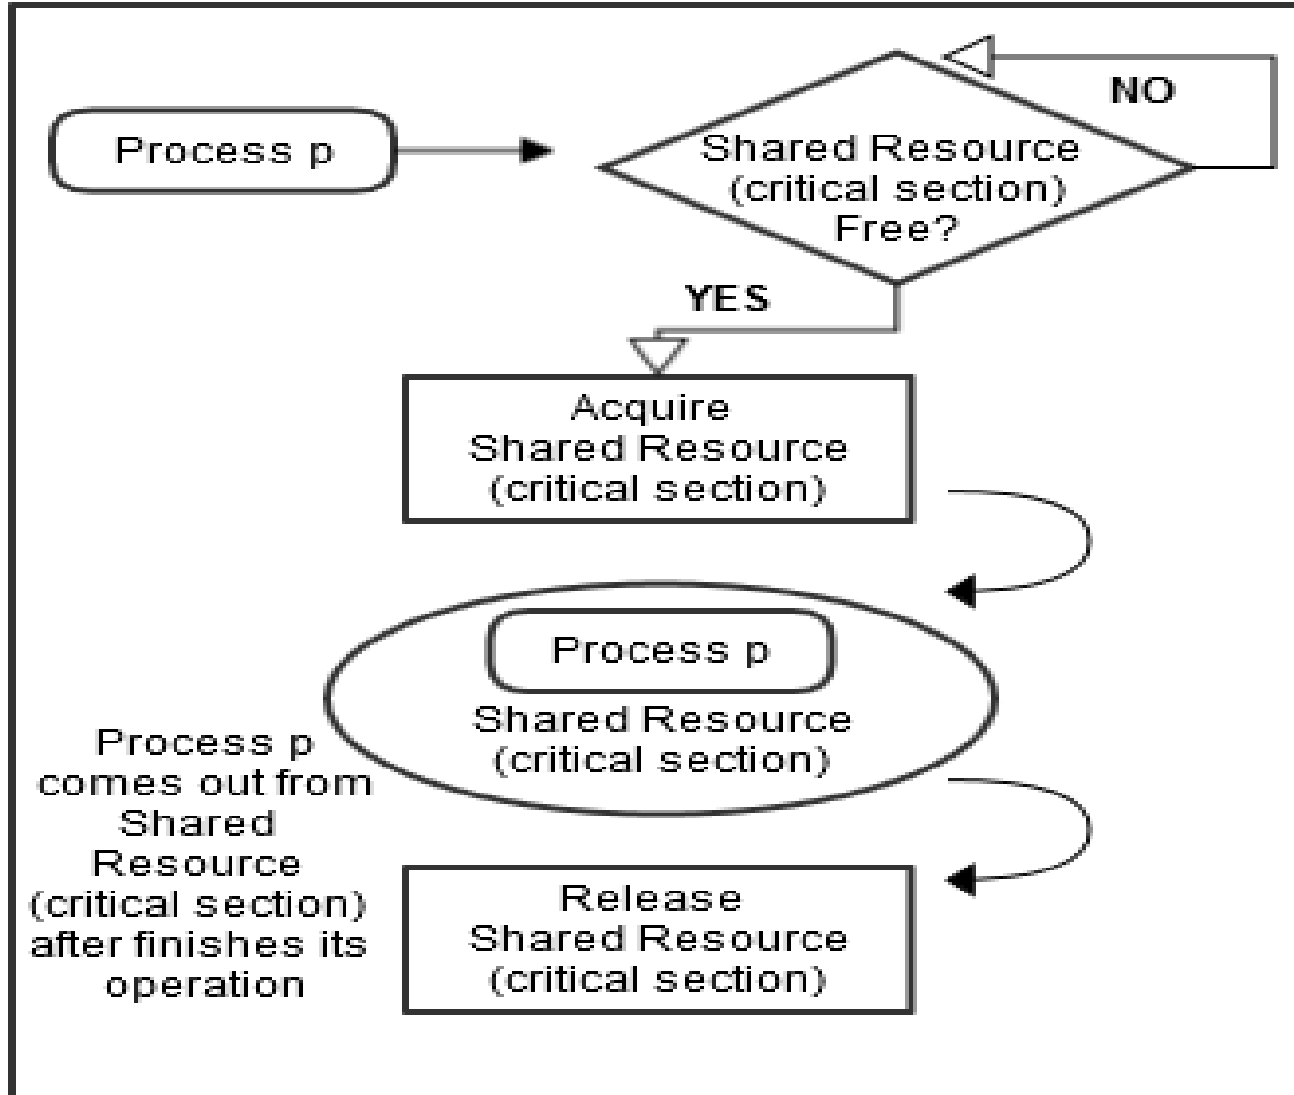 Process p
Shared Resource
(critical section)
Free?
NO
YES
Acquire
Shared Resource
(critical section)
Process p
Shared Resource
(critical section)
Process p
comes out from
Shared
Resource
(critical section)
after finishes its
operation
Release
Shared Resource
(critical section)